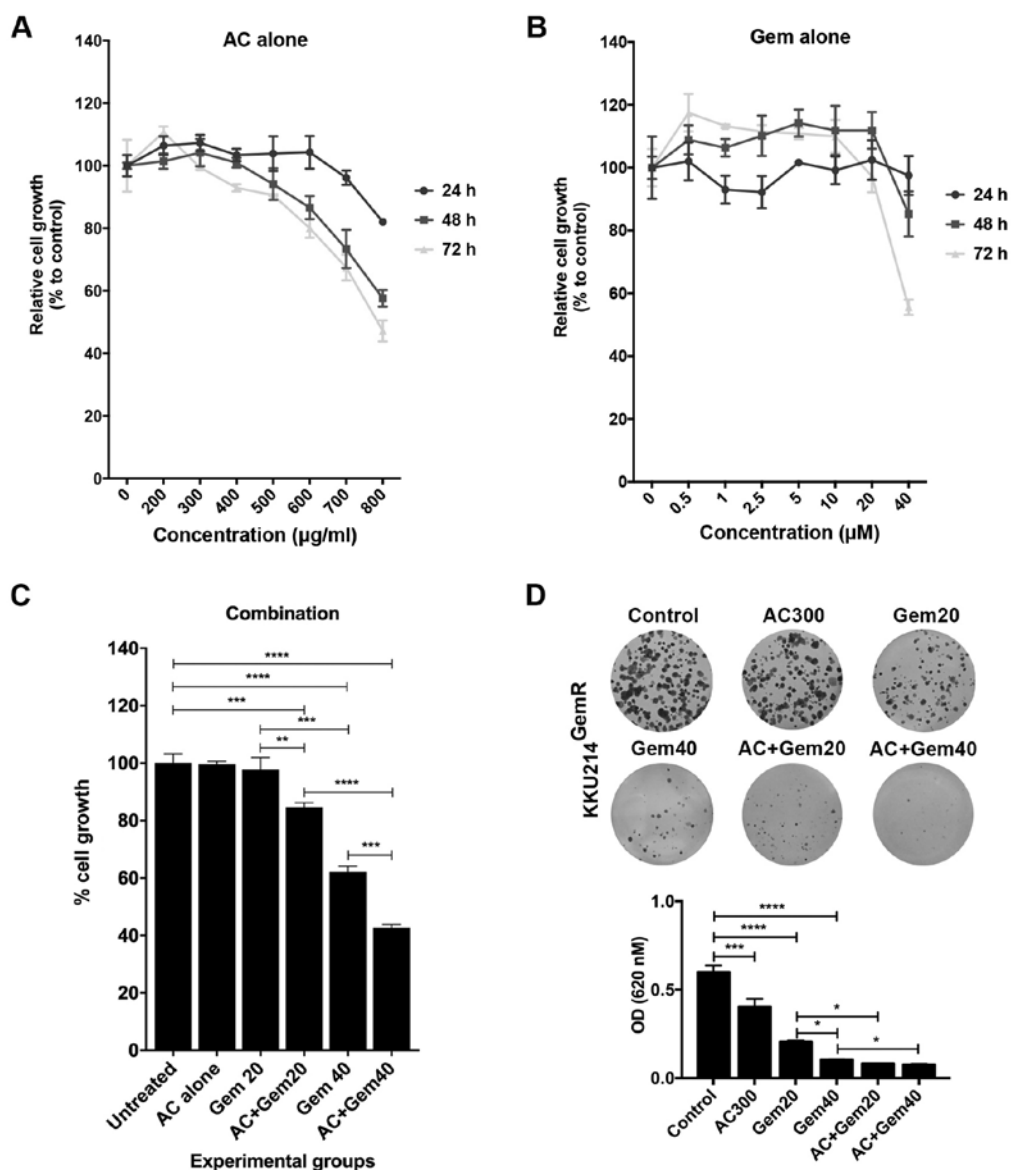 A
AC alone
140
120
100
80
60
40
20
0
Relative cell growth
(% to control)
0 200 300 400 500 600 700 800
Concentration (µg/ml)
24 h
48 h
72 h
B
Gem alone
140
120
100
80
60
40
20
0
Relative cell growth
(% to control)
0 0.5 1 2.5 5 10 20 40
Concentration (µM)
24 h
48 h
72 h
C
Combination
140
120
100
80
60
40
20
0
% cell growth
****
****
***
***
**
****
***
Untreated AC alone Gem 20 AC+Gem20 Gem 40 AC+Gem40
Experimental groups
D
KKU214GemR
Control AC300 Gem20
Gem40 AC+Gem20 AC+Gem40
1.0
0.5
0.0
OD (620 nM)
****
****
***
*
*
*
Control AC300 Gem20 Gem40 AC+Gem20 AC+Gem40